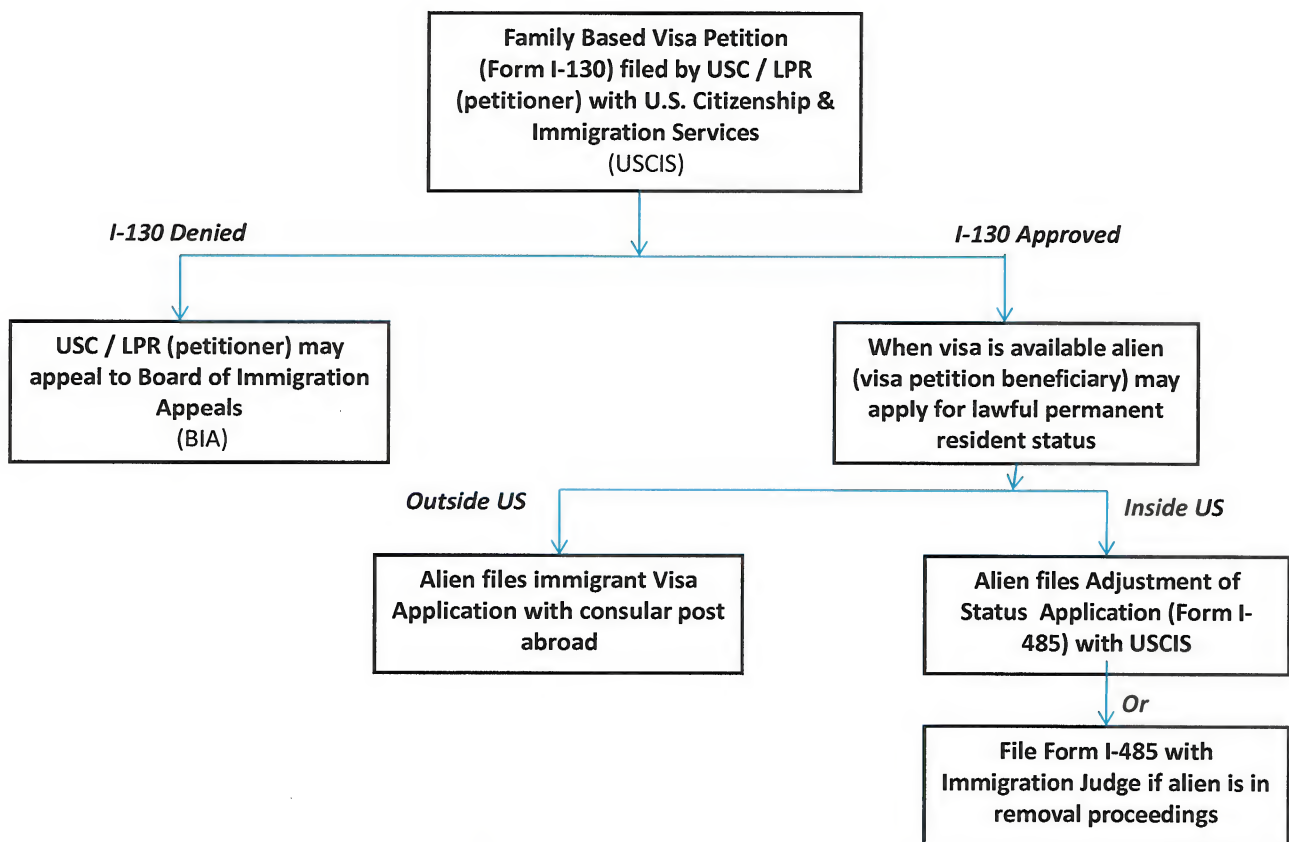 Family Based Visa Petition
(Form I-130) filed by USC / LPR
(petitioner) with U.S. Citizenship &
Immigration Services
(USCIS)
I-130 Denied
I-130 Approved
USC / LPR (petitioner) may
appeal to Board of Immigration
Appeals
(BIA)
When visa is available alien
(visa petition beneficiary) may
apply for lawful permanent
resident status
Outside US
Inside US
Alien files immigrant Visa
Application with consular post
abroad
Alien files Adjustment of
Status Application (Form I-
485) with USCIS
Or
File Form I-485 with
Immigration Judge if alien is in
removal proceedings